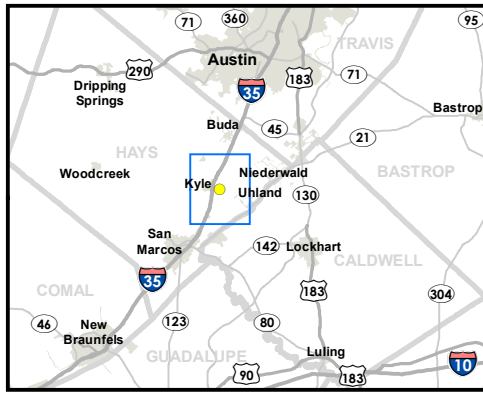 71
360
95
TRAVIS
Austin
290
183
71
Dripping
Springs
35
Bastrop
Buda
45
21
HAYS
BASTROP
Woodcreek
Niederwald
Kyle
Uhland
130
San
Marcos
142
Lockhart
CALDWELL
35
183
COMAL
304
46
New
Braunfels
123
80
GUADALUPE
Luling
10
90
183